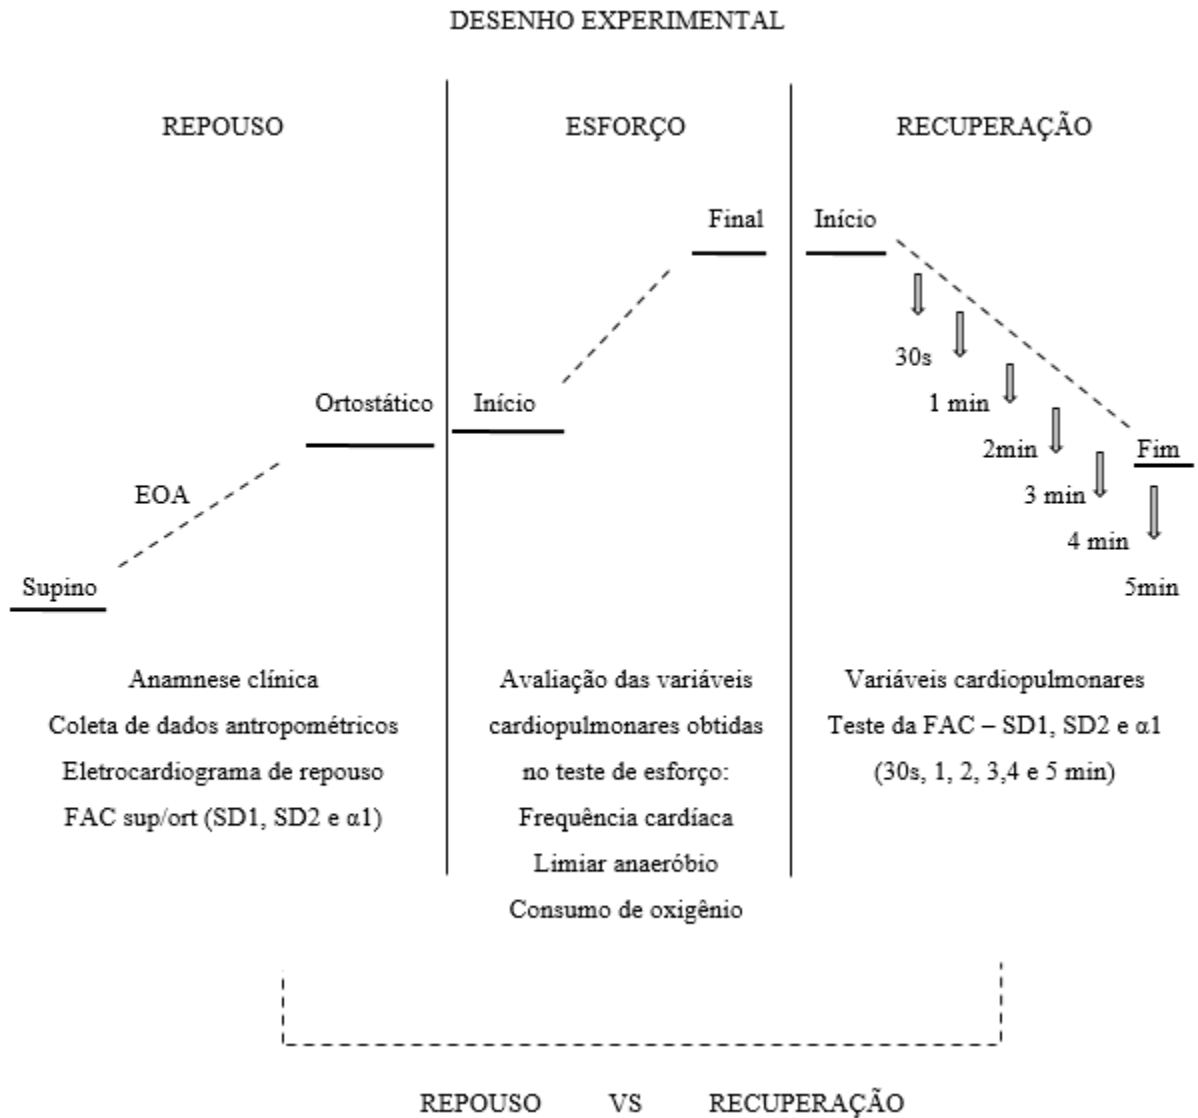 DESENHO EXPERIMENTAL
REPOUSO
ESFORÇO
RECUPERAÇÃO
Supino
EOA
Ortostático
Início
Final
Início
30s
1 min
2min
3 min
4 min
5min
Fim
Anamnese clínica
Coleta de dados antropométricos
Eletrocardiograma de repouso
FAC sup/ort (SD1, SD2 e α1)
Avaliação das variáveis
cardiopulmonares obtidas
no teste de esforço:
Frequência cardíaca
Limiar anaeróbio
Consumo de oxigênio
Variáveis cardiopulmonares
Teste da FAC – SD1, SD2 e α1
(30s, 1, 2, 3,4 e 5 min)
REPOUSO VS RECUPERAÇÃO